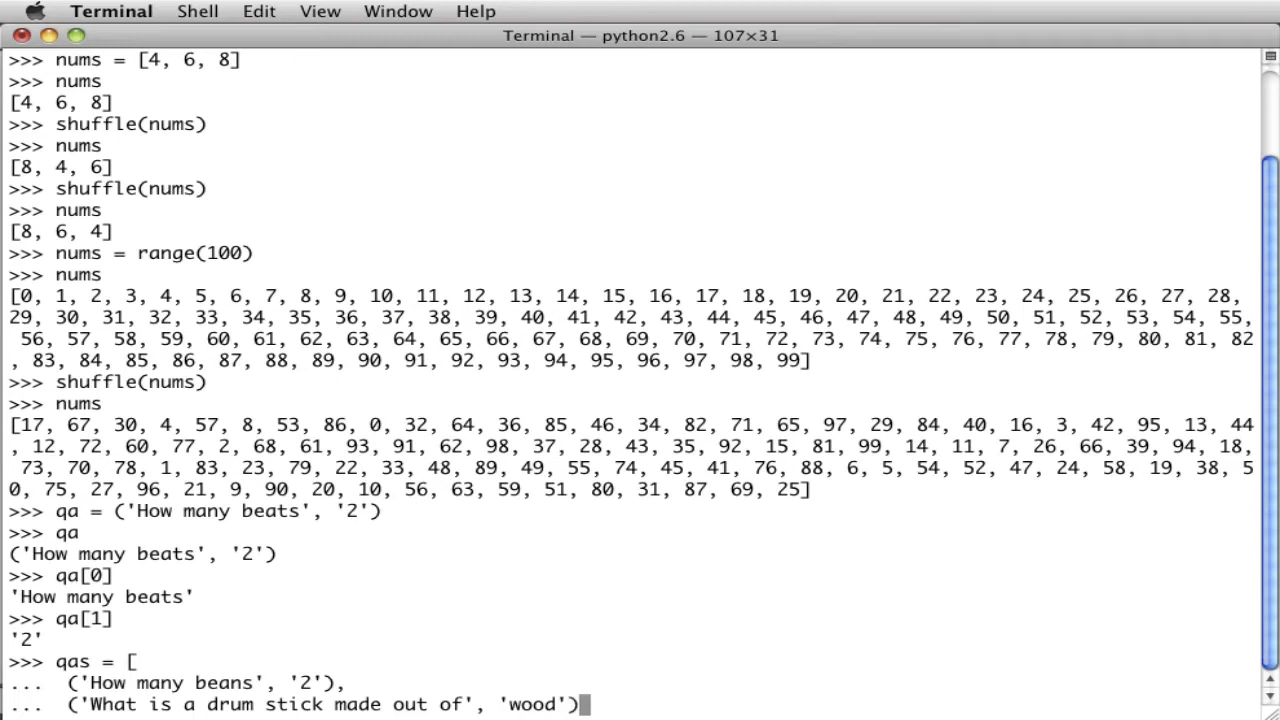 Terminal Shell Edit View Window Help
Terminal — python2.6 — 107×31
>>> nums = [4, 6, 8]
>>> nums
[4, 6, 8]
>>> shuffle(nums)
>>> nums
[8, 4, 6]
>>> shuffle(nums)
>>> nums
[8, 6, 4]
>>> nums = range(100)
>>> nums
[0, 1, 2, 3, 4, 5, 6, 7, 8, 9, 10, 11, 12, 13, 14, 15, 16, 17, 18, 19, 20, 21, 22, 23, 24, 25, 26, 27, 28,
29, 30, 31, 32, 33, 34, 35, 36, 37, 38, 39, 40, 41, 42, 43, 44, 45, 46, 47, 48, 49, 50, 51, 52, 53, 54, 55,
56, 57, 58, 59, 60, 61, 62, 63, 64, 65, 66, 67, 68, 69, 70, 71, 72, 73, 74, 75, 76, 77, 78, 79, 80, 81, 82
, 83, 84, 85, 86, 87, 88, 89, 90, 91, 92, 93, 94, 95, 96, 97, 98, 99]
>>> shuffle(nums)
>>> nums
[17, 67, 30, 4, 57, 8, 53, 86, 0, 32, 64, 36, 85, 46, 34, 82, 71, 65, 97, 29, 84, 40, 16, 3, 42, 95, 13, 44
, 12, 72, 60, 77, 2, 68, 61, 93, 91, 62, 98, 37, 28, 43, 35, 92, 15, 81, 99, 14, 11, 7, 26, 66, 39, 94, 18,
73, 70, 78, 1, 83, 23, 79, 22, 33, 48, 89, 49, 55, 74, 45, 41, 76, 88, 6, 5, 54, 52, 47, 24, 58, 19, 38, 5
0, 75, 27, 96, 21, 9, 90, 20, 10, 56, 63, 59, 51, 80, 31, 87, 69, 25]
>>> qa = ('How many beats', '2')
>>> qa
('How many beats', '2')
>>> qa[0]
'How many beats'
>>> qa[1]
'2'
>>> qas = [
... ('How many beans', '2'),
... ('What is a drum stick made out of', 'wood')